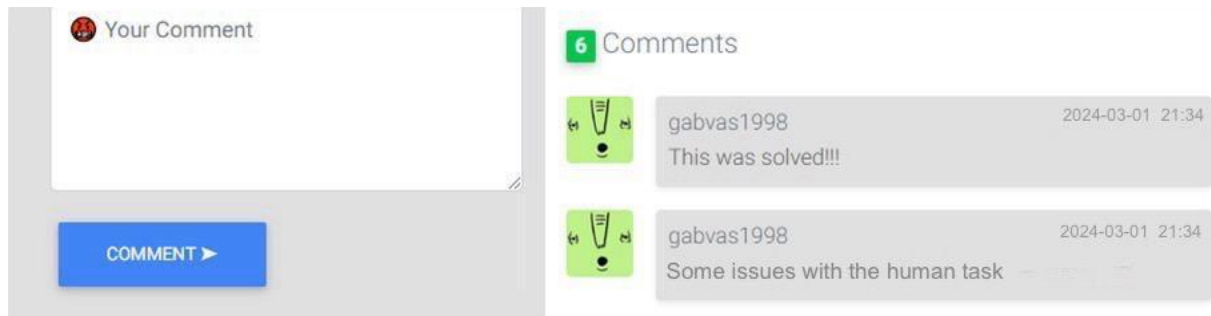 Your Comment
COMMENT ➤
6 Comments
gabvas1998
2024-03-01 21:34
This was solved!!!
gabvas1998
2024-03-01 21:34
Some issues with the human task